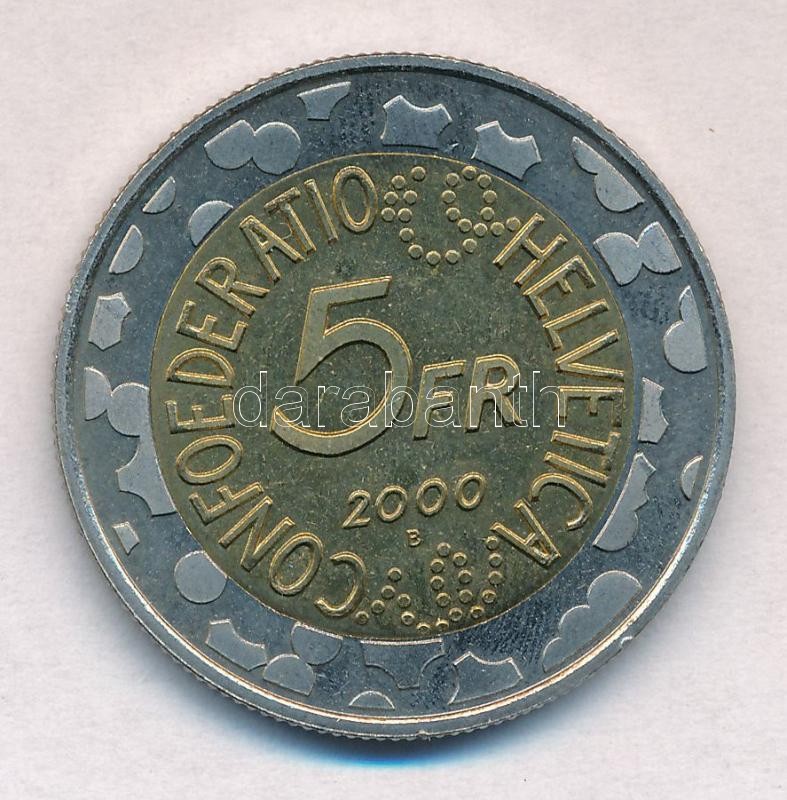 CONFOEDERATIO HELVETICA
5 FR
2000
B
darabanth